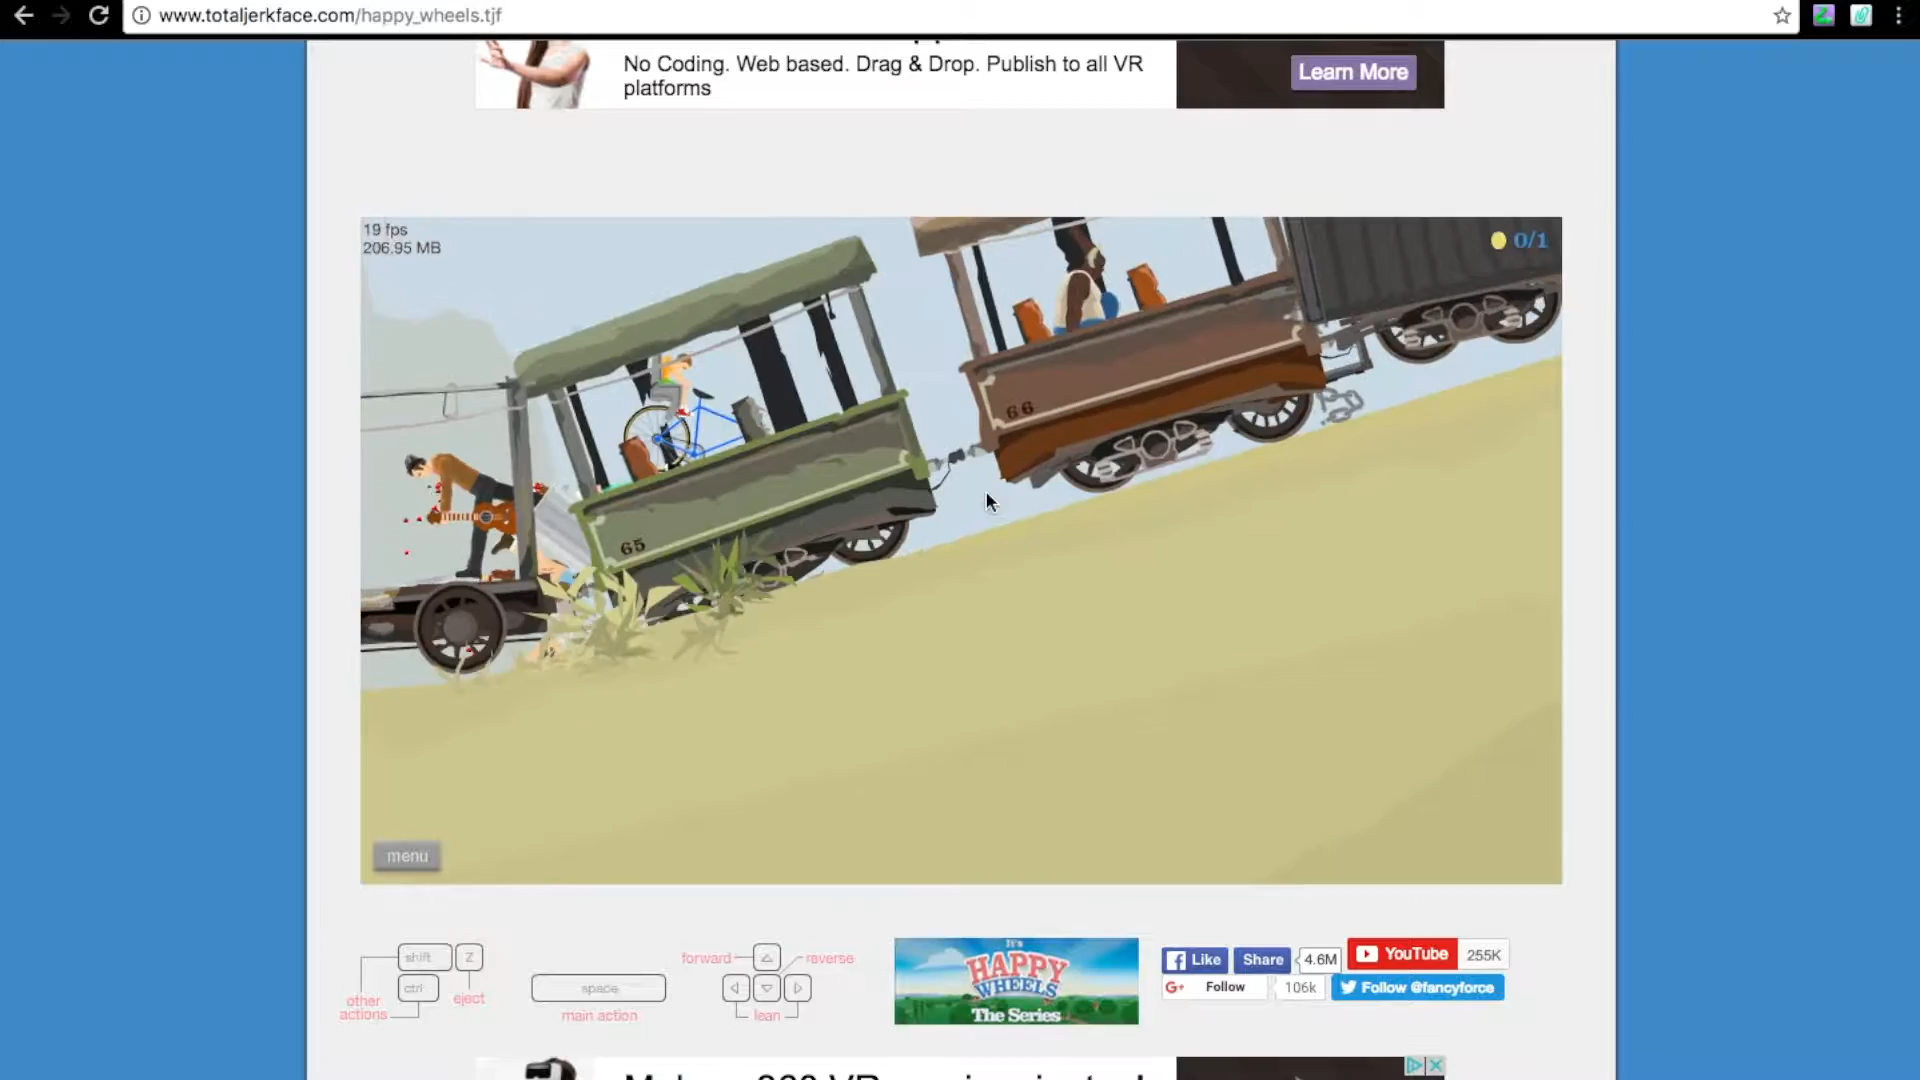 www.totaljerkface.com/happy_wheels.tjf
No Coding. Web based. Drag & Drop. Publish to all VR
platforms
Learn More
19 fps
206.95 MB
0/1
66
65
menu
shift
Z
ctrl
other
actions
eject
space
main action
forward
reverse
lean
It's
HAPPY
WHEELS
The Series
Like
Share
4.6M
YouTube
255K
G+ Follow
106k
Follow @fancyforce